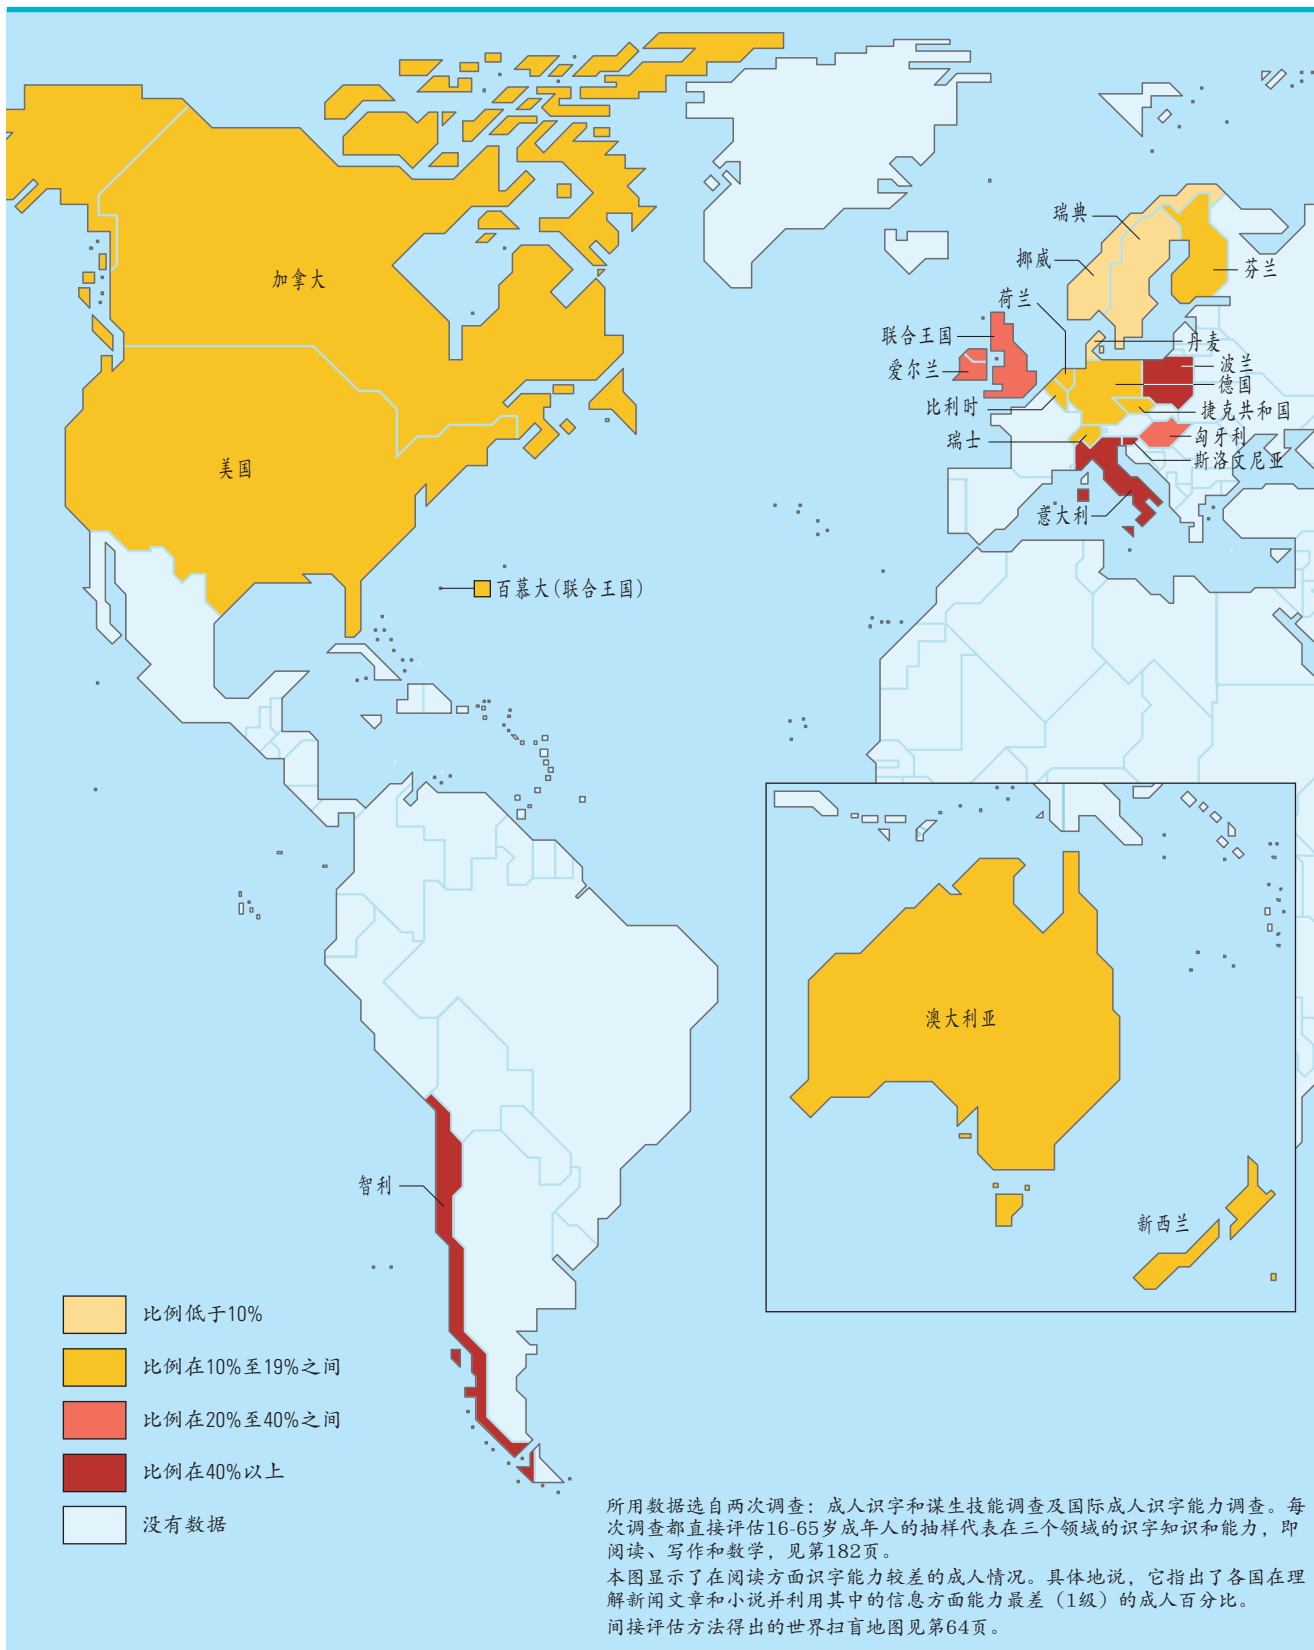 瑞典
挪威
芬兰
荷兰
加拿大
联合王国
丹麦
爱尔兰
波兰
德国
比利时
捷克共和国
瑞士
匈牙利
斯洛文尼亚
美国
意大利
百慕大(联合王国)
澳大利亚
智利
新西兰
比例低于10%
比例在10%至19%之间
比例在20%至40%之间
比例在40%以上
没有数据
所用数据选自两次调查：成人识字和谋生技能调查及国际成人识字能力调查。每
次调查都直接评估16-65岁成年人的抽样代表在三个领域的识字知识和能力，即
阅读、写作和数学，见第182页。
本图显示了在阅读方面识字能力较差的成人情况。具体地说，它指出了各国在理
解新闻文章和小说并利用其中的信息方面能力最差（1级）的成人百分比。
间接评估方法得出的世界扫盲地图见第64页。